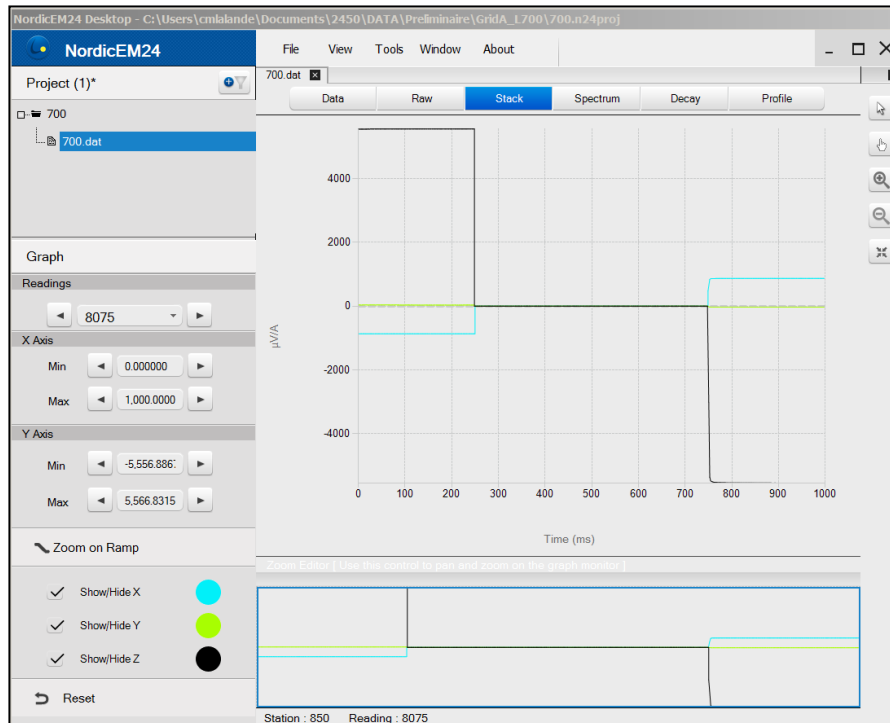 NordicEM24 Desktop - C:\Users\cmlalande\Documents\2450\DATA\Preliminaire\GridA_L700\700.n24proj
NordicEM24
File View Tools Window About
Project (1)*
700
700.dat
700.dat
Data Raw Stack Spectrum Decay Profile
4000
2000
0
-2000
-4000
µV/A
0 100 200 300 400 500 600 700 800 900 1000
Time (ms)
Graph
Readings
8075
X Axis
Min 0.000000
Max 1,000.0000
Y Axis
Min -5,556.886
Max 5,566.8315
Zoom on Ramp
Show/Hide X
Show/Hide Y
Show/Hide Z
Reset
Zoom Editor [ Use this control to pan and zoom on the graph monitor ]
Station : 850 Reading : 8075